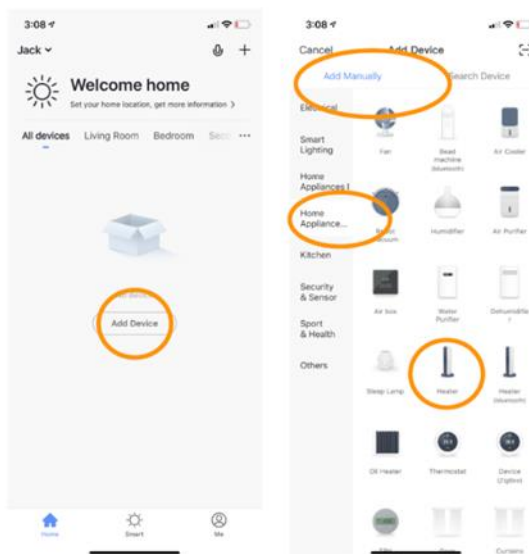 3:08
Jack
Welcome home
Set your home location, get more information >
All devices Living Room Bedroom
Add Device
Home Smart Me
3:08
Cancel Add Device
Add Manually Search Device
Electrical
Smart
Lighting
Home
Appliances
Home
Appliance...
Kitchen
Security
& Sensor
Sport
& Health
Others
Fan
Bead
machine
(bluetooth)
Air Cooler
Robot
Vacuum
Humidifier
Air Purifier
Air box
Water
Purifier
Dehumidifie
r
Sleep Lamp
Heater
Heater
(bluetooth)
Oil Heater
Thermostat
Device
(Zigbee)
Curtains